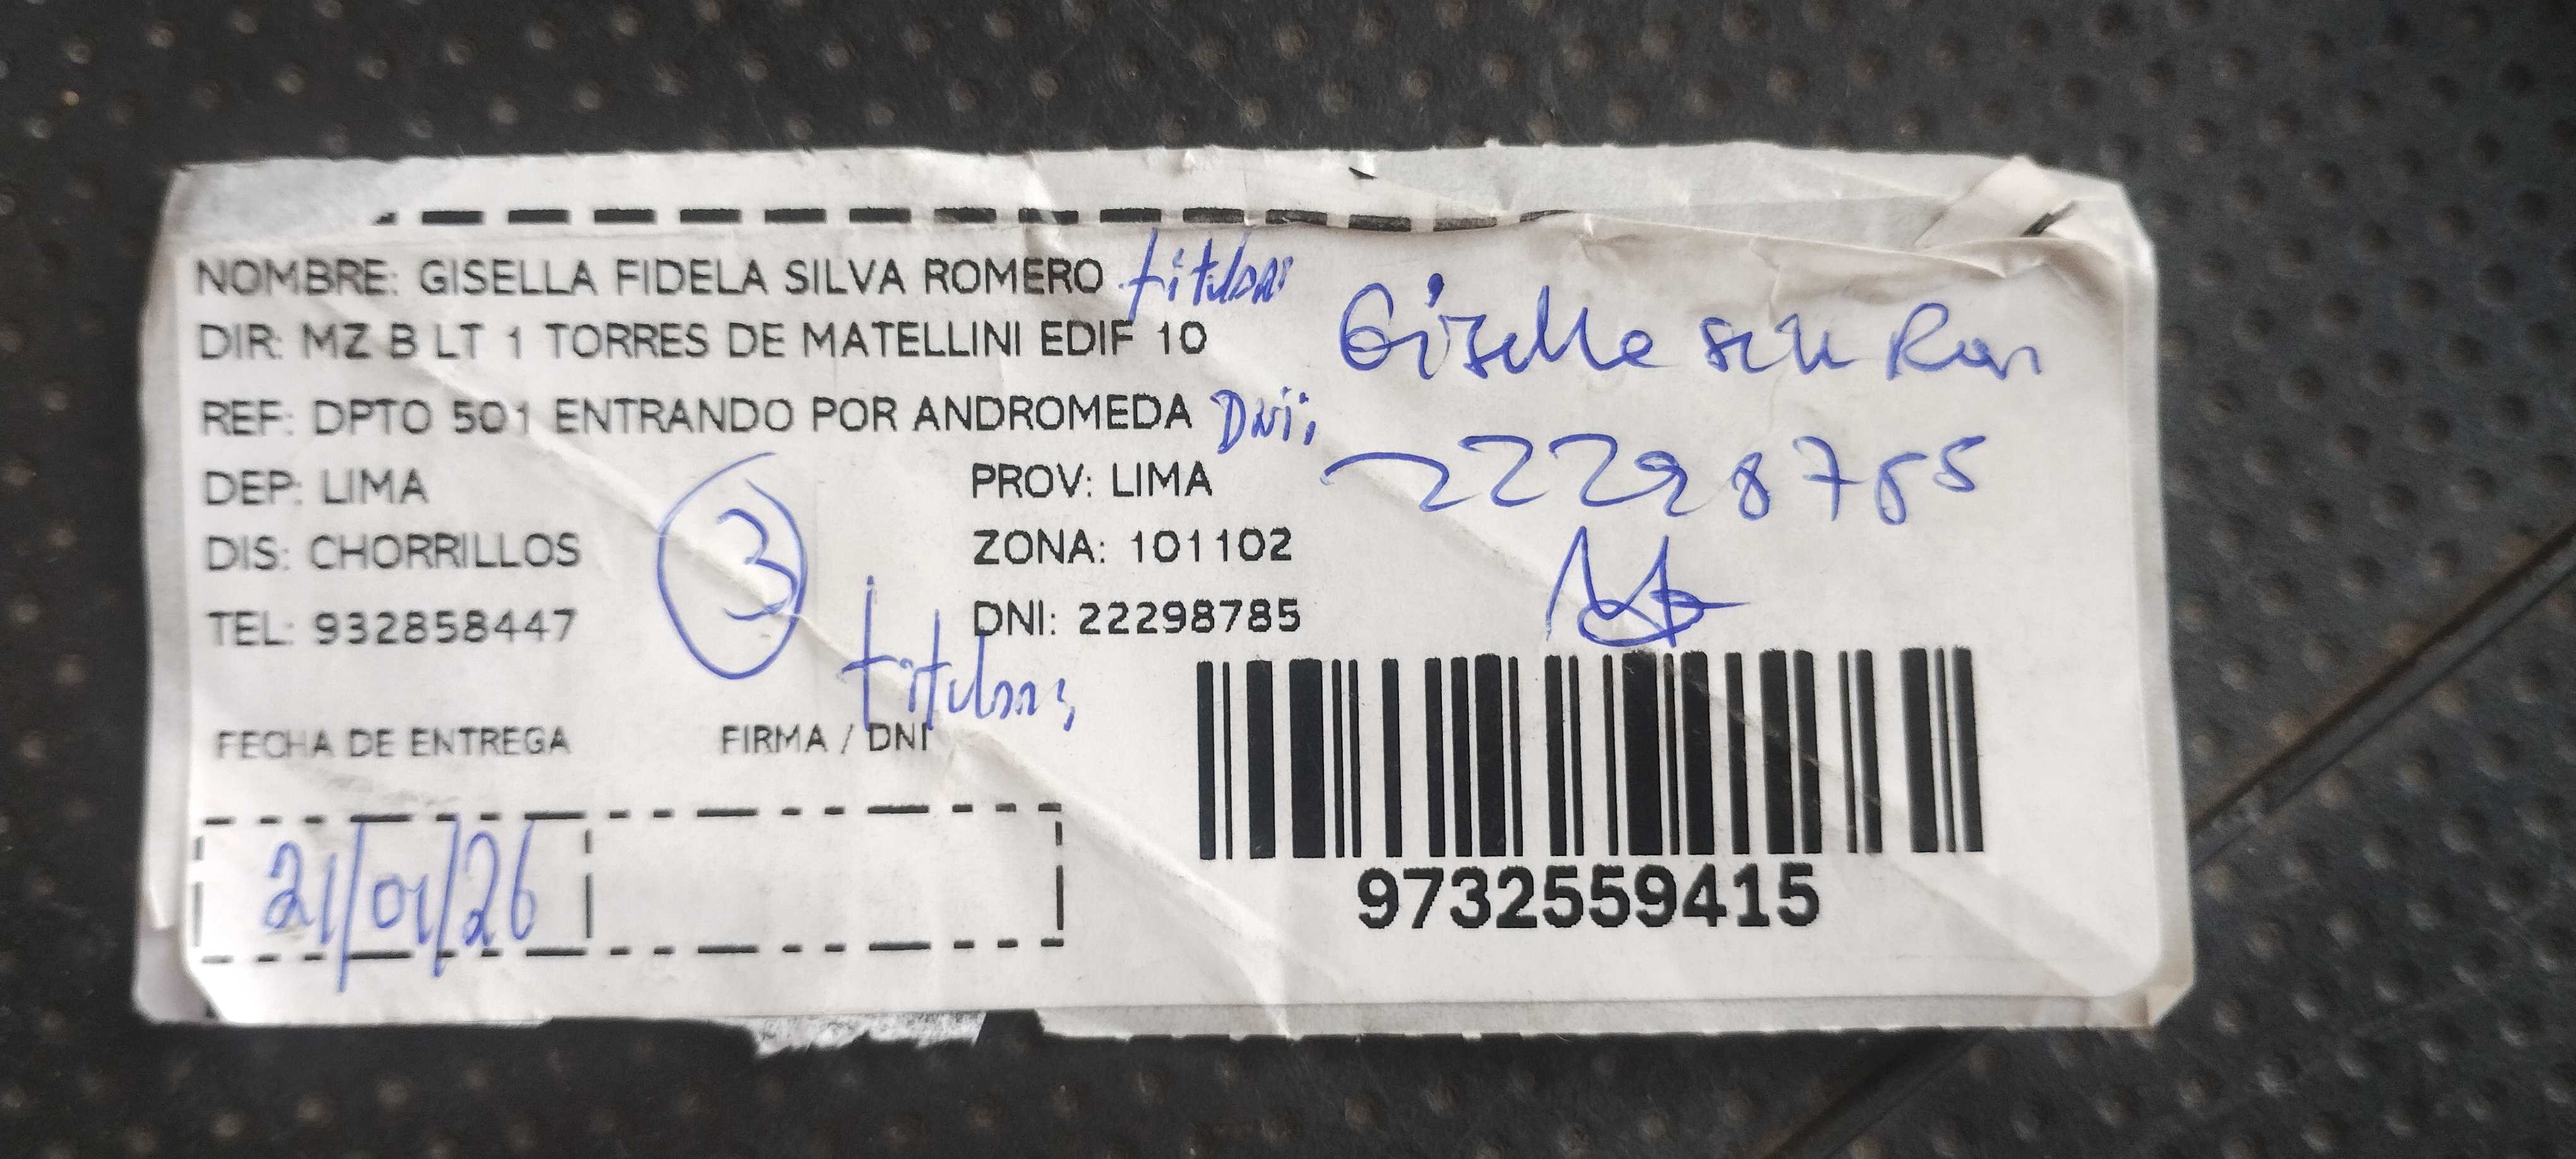 NOMBRE: GISELLA FIDELA SILVA ROMERO titular
DIR: MZ B LT 1 TORRES DE MATELLINI EDIF 10
Gisella
REF: DPTO 501 ENTRANDO POR ANDROMEDA DNI:
22298785
DEP: LIMA
PROV: LIMA
DIS: CHORRILLOS
ZONA: 101102
TEL: 932858447
DNI: 22298785
3
titular
FECHA DE ENTREGA
FIRMA / DNI
21/01/26
9732559415